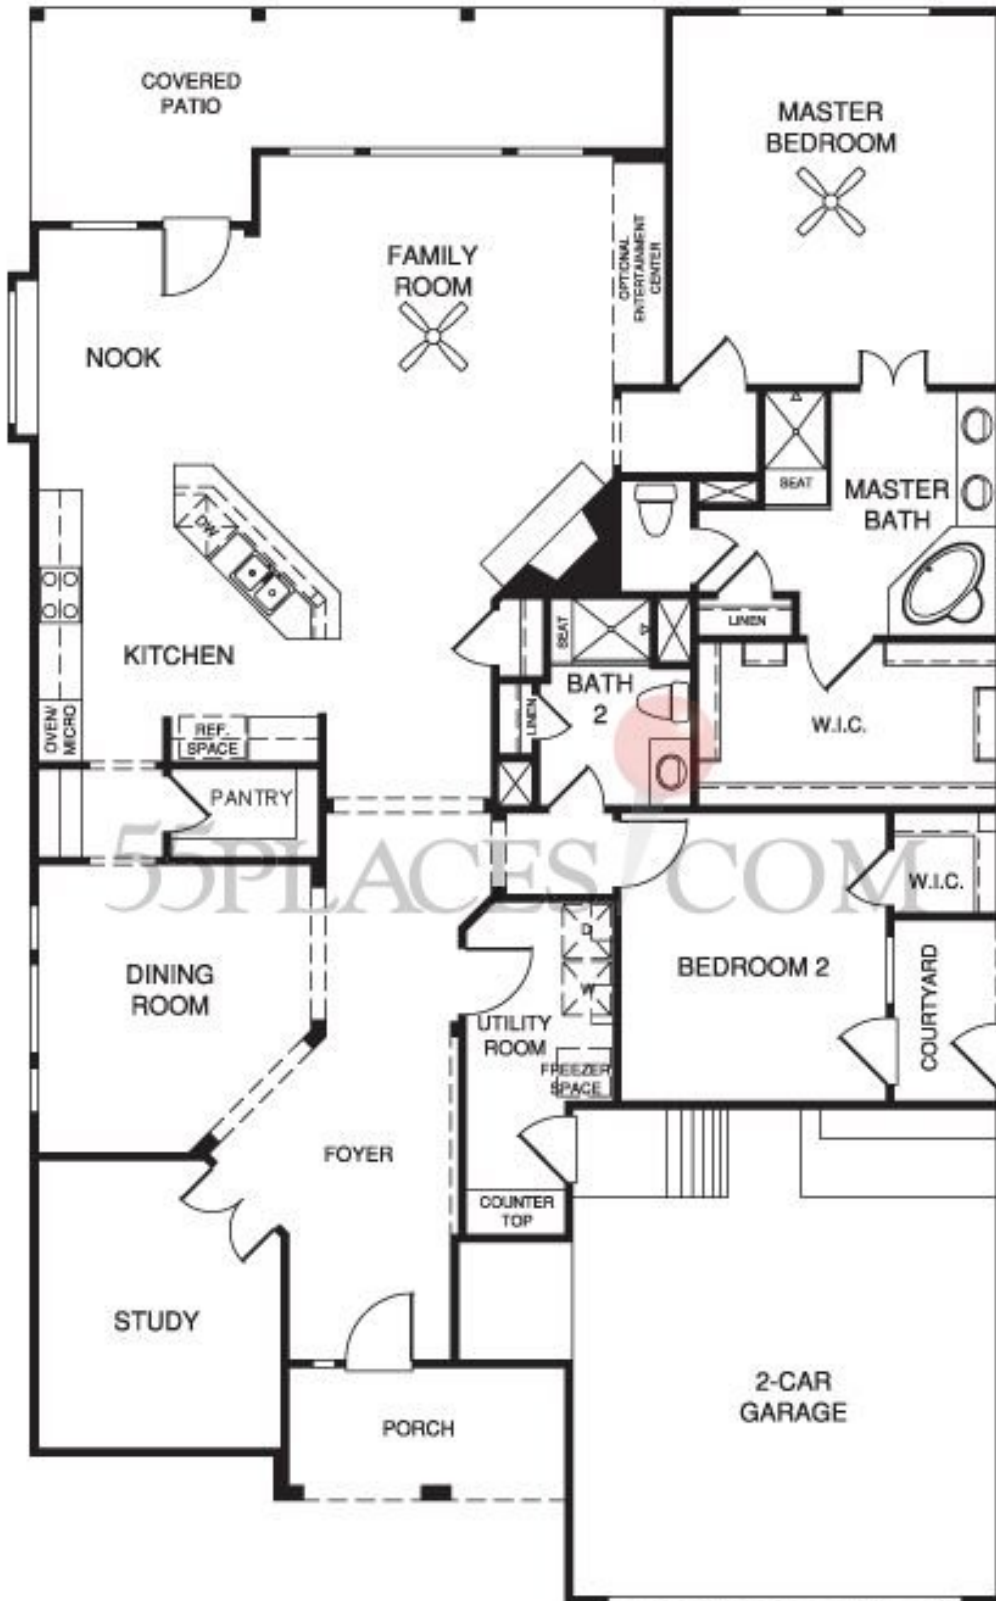 COVERED
PATIO
MASTER
BEDROOM
FAMILY
ROOM
OPTIONAL
ENTERTAINMENT
CENTER
NOOK
SEAT
MASTER
BATH
DW
LINEN
SEAT
KITCHEN
BATH
2
LINEN
W.I.C.
OVEN/
MICRO
REF.
SPACE
PANTRY
55PLACES.COM
W.I.C.
D
DINING
ROOM
BEDROOM 2
W
COURTYARD
UTILITY
ROOM
FREEZER
SPACE
FOYER
COUNTER
TOP
STUDY
2-CAR
GARAGE
PORCH